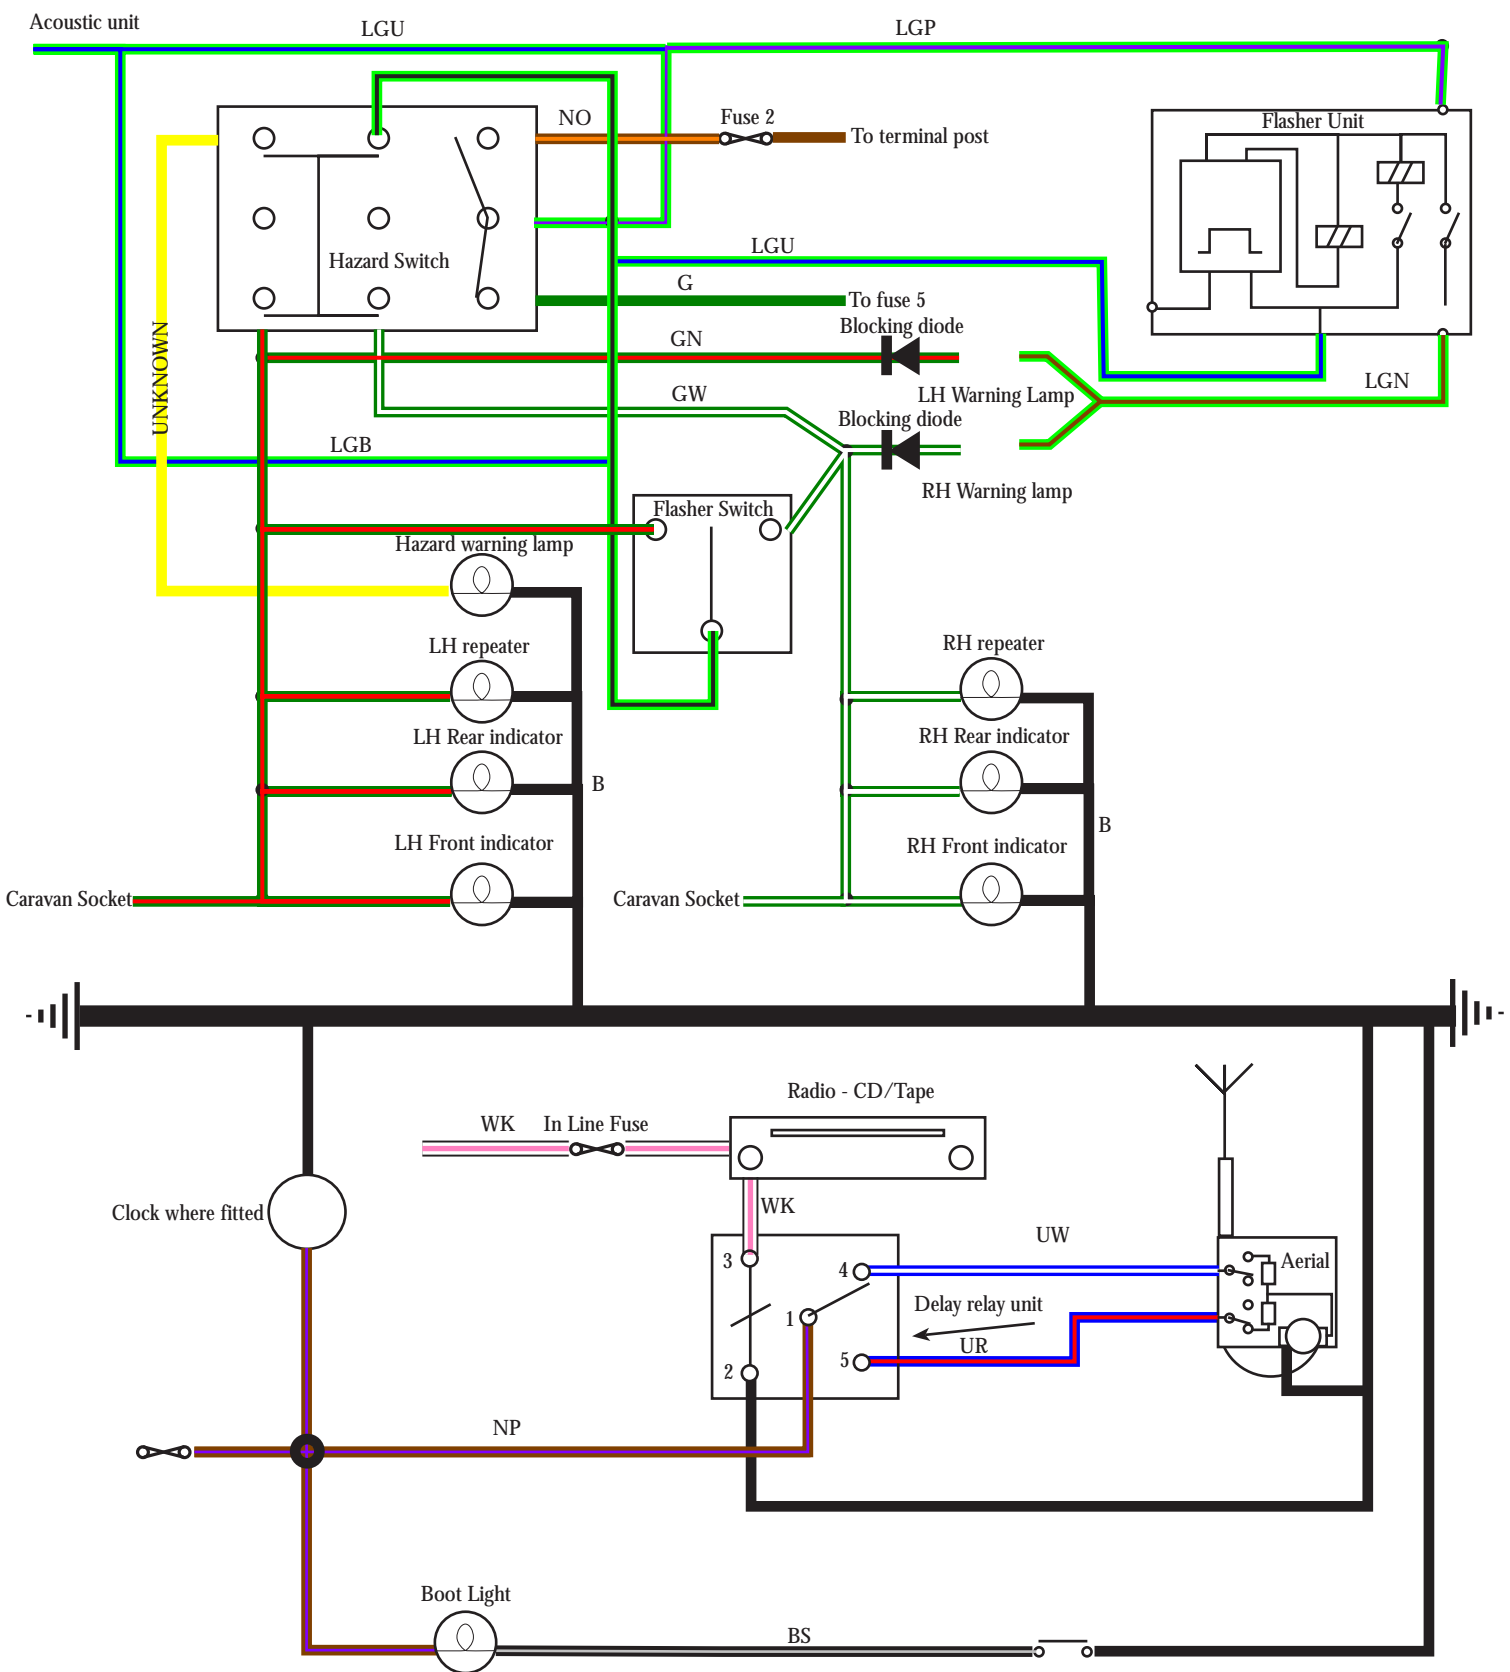 Acoustic unit
LGU
LGP
NO
Fuse 2
To terminal post
Flasher Unit
Hazard Switch
LGU
G
To fuse 5
UNKNOWN
Blocking diode
GN
LGN
GW
LH Warning Lamp
Blocking diode
LGB
RH Warning lamp
Flasher Switch
Hazard warning lamp
LH repeater
RH repeater
LH Rear indicator
RH Rear indicator
B
B
LH Front indicator
RH Front indicator
Caravan Socket
Caravan Socket
Radio - CD/Tape
WK
In Line Fuse
WK
Clock where fitted
UW
3
4
Aerial
Delay relay unit
1
UR
5
2
NP
Boot Light
BS